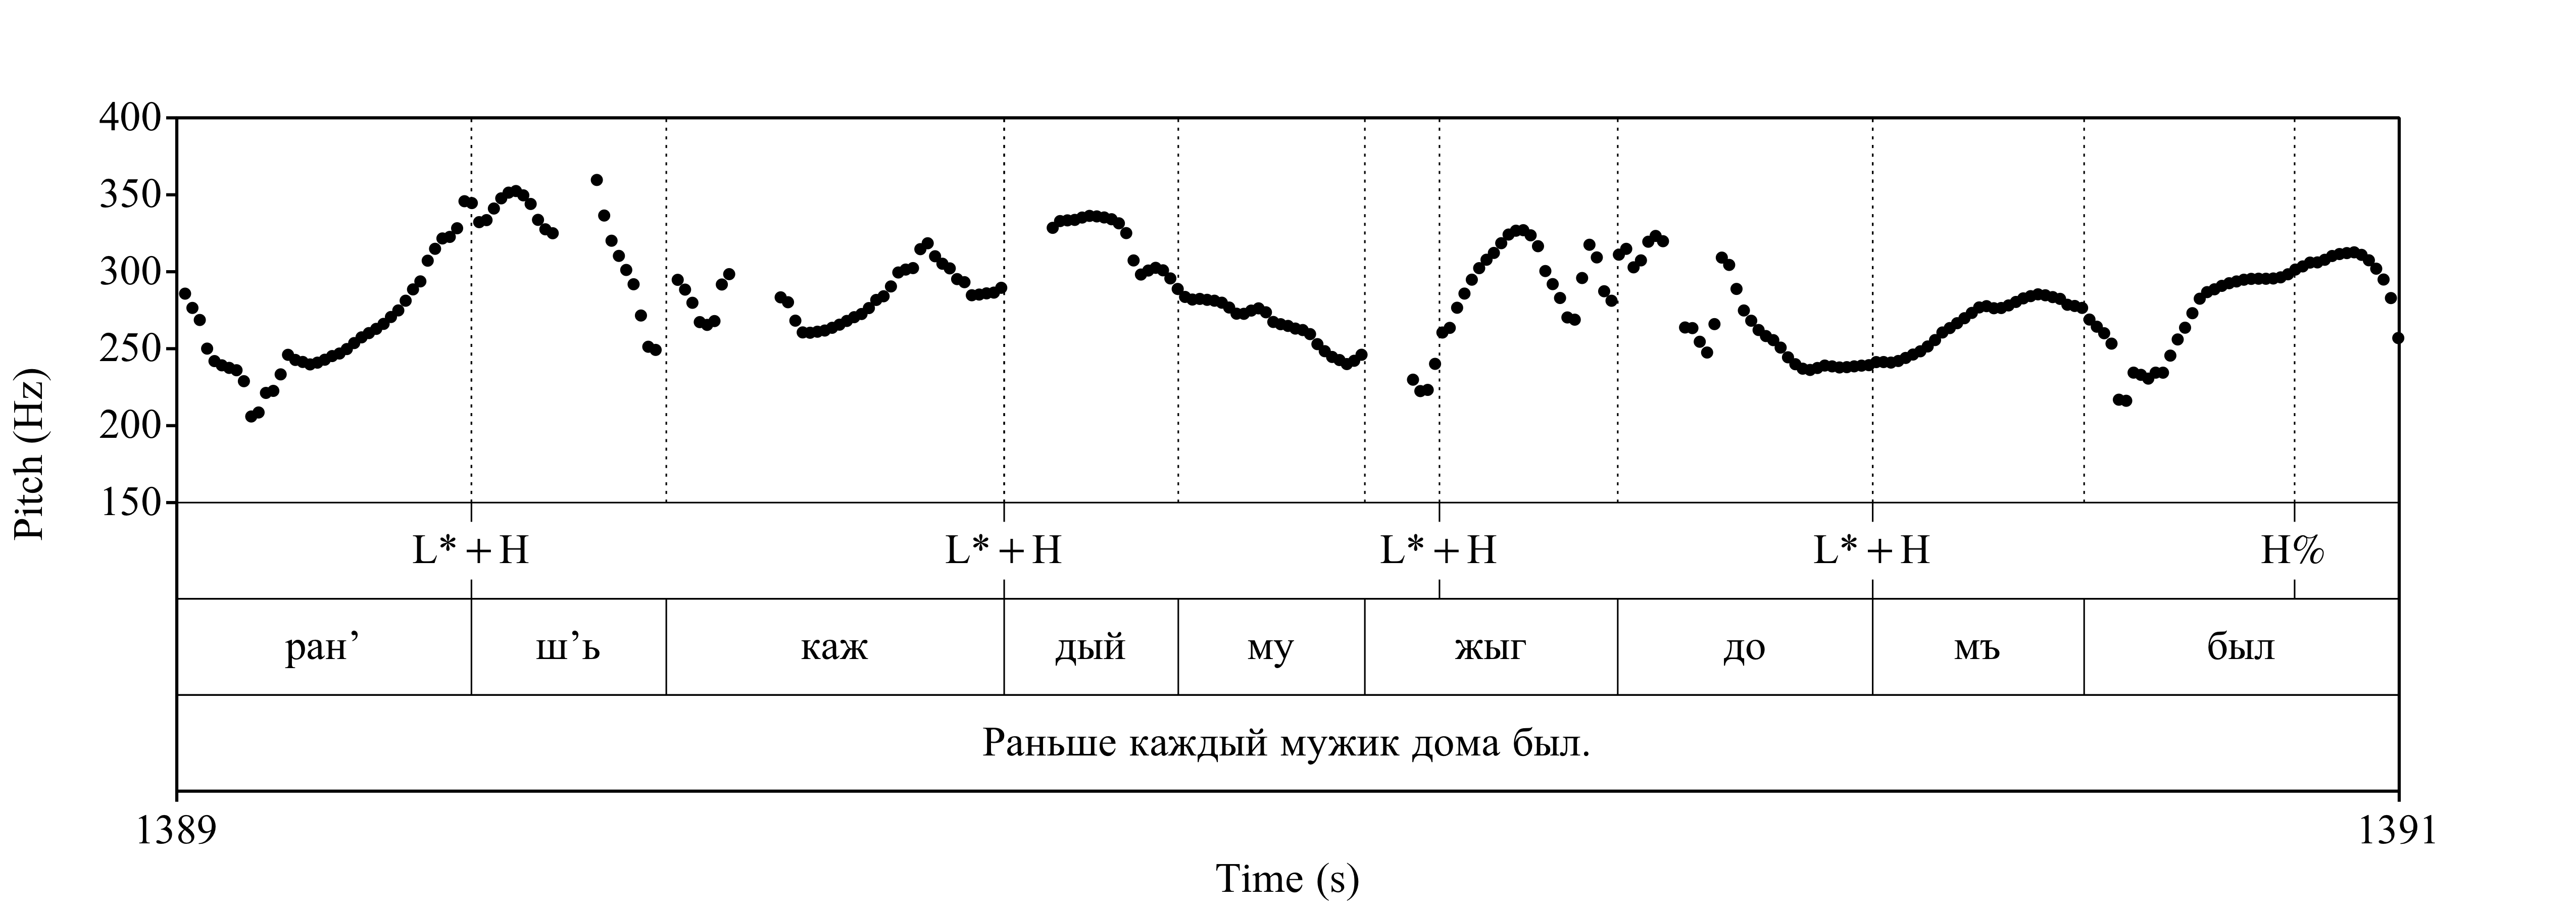 400
350
300
250
200
150
Pitch (Hz)
L*+H L*+H L*+H L*+H H%
ран’ ш’ь каж дый му жыг до мъ был
Раньше каждый мужик дома был.
1389 1391
Time (s)